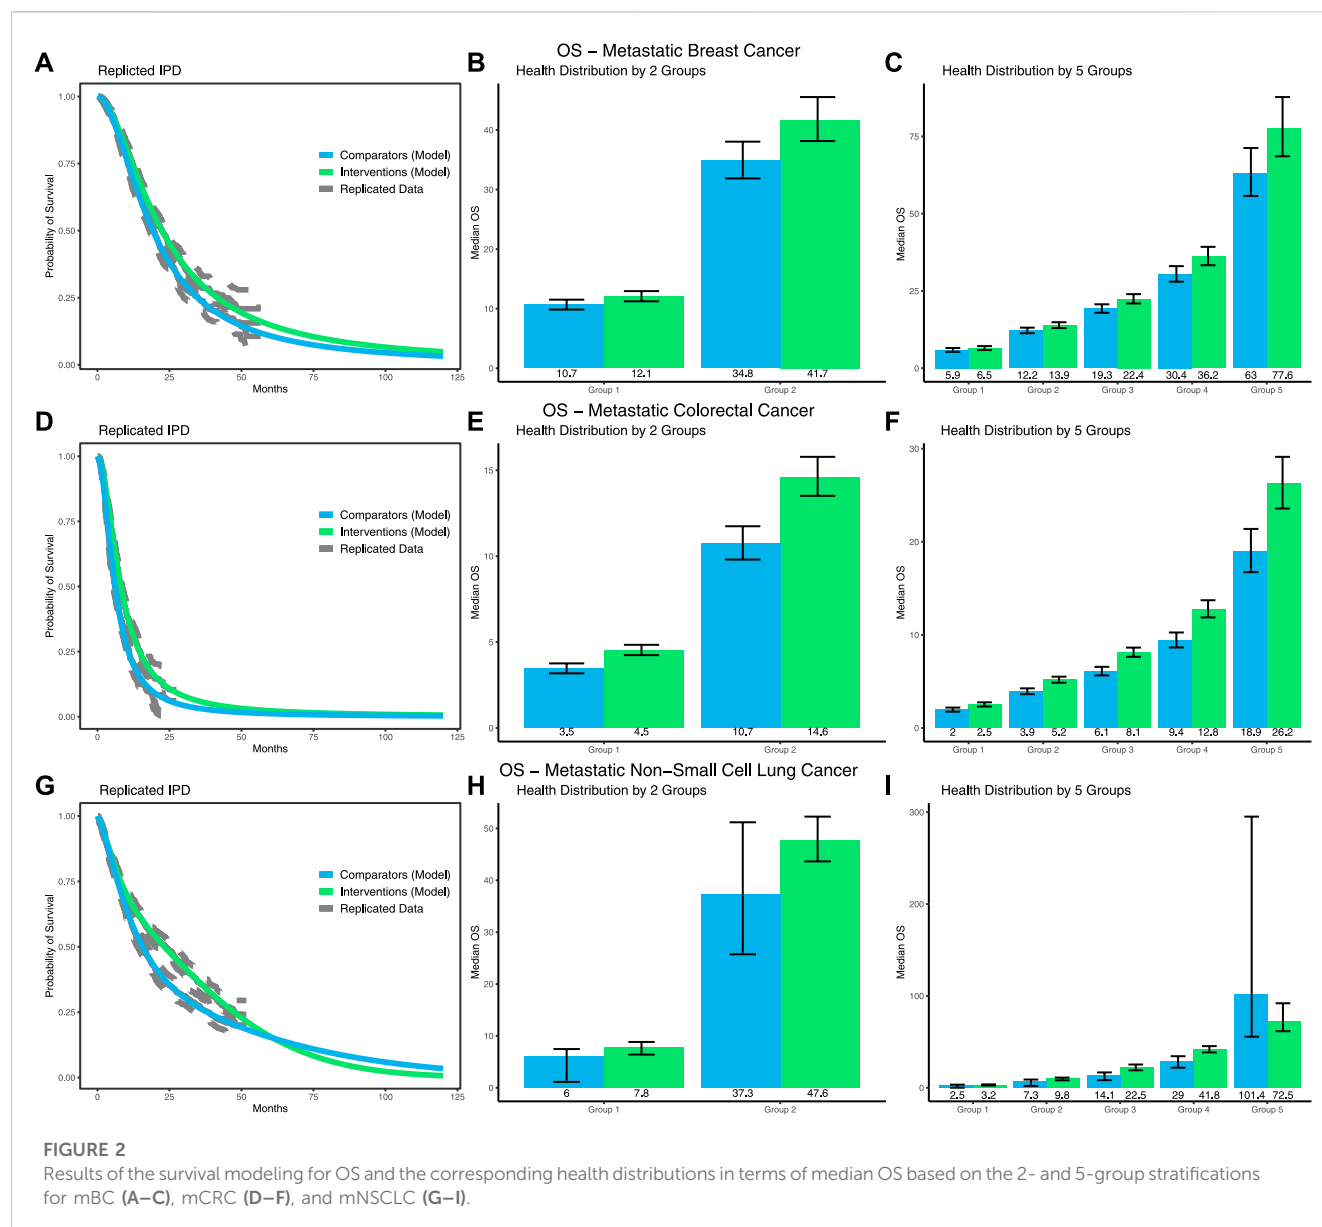 OS – Metastatic Breast Cancer
A
Replicted IPD
Probability of Survival
1.00
0.75
0.50
0.25
0.00
Comparators (Model)
Interventions (Model)
Replicated Data
0 25 50 75 100 125
Months
B
Health Distribution by 2 Groups
Median OS
40
30
20
10
0
10.7 12.1 34.8 41.7
Group 1 Group 2
C
Health Distribution by 5 Groups
Median OS
75
50
25
0
5.9 6.5 12.2 13.9 19.3 22.4 30.4 36.2 63 77.6
Group 1 Group 2 Group 3 Group 4 Group 5
OS – Metastatic Colorectal Cancer
D
Replicated IPD
Probability of Survival
1.00
0.75
0.50
0.25
0.00
Comparators (Model)
Interventions (Model)
Replicated Data
0 25 50 75 100 125
Months
E
Health Distribution by 2 Groups
Median OS
15
10
5
0
3.5 4.5 10.7 14.6
Group 1 Group 2
F
Health Distribution by 5 Groups
Median OS
30
20
10
0
2 2.5 3.9 5.2 6.1 8.1 9.4 12.8 18.9 26.2
Group 1 Group 2 Group 3 Group 4 Group 5
OS – Metastatic Non–Small Cell Lung Cancer
G
Replicated IPD
Probability of Survival
1.00
0.75
0.50
0.25
0.00
Comparators (Model)
Interventions (Model)
Replicated Data
0 25 50 75 100 125
Months
H
Health Distribution by 2 Groups
Median OS
50
40
30
20
10
0
6 7.8 37.3 47.6
Group 1 Group 2
I
Health Distribution by 5 Groups
Median OS
300
200
100
0
2.5 3.2 7.3 9.8 14.1 22.5 29 41.8 101.4 72.5
Group 1 Group 2 Group 3 Group 4 Group 5
FIGURE 2
Results of the survival modeling for OS and the corresponding health distributions in terms of median OS based on the 2- and 5-group stratifications
for mBC (A–C), mCRC (D–F), and mNSCLC (G–I).